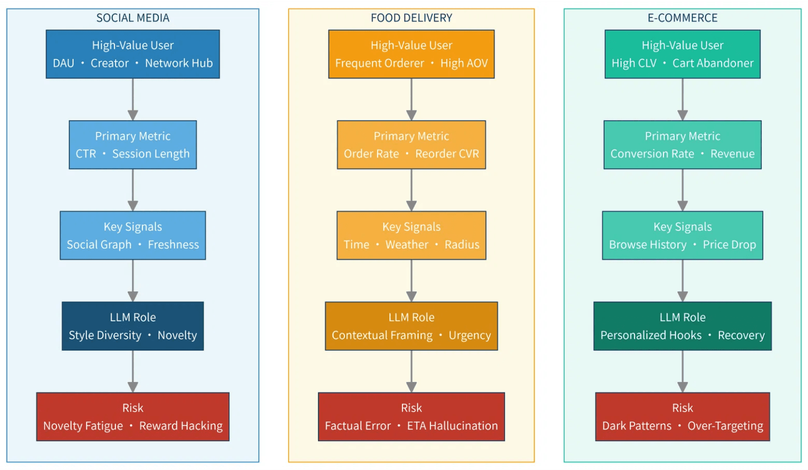 SOCIAL MEDIA
High-Value User
DAU • Creator • Network Hub
Primary Metric
CTR • Session Length
Key Signals
Social Graph • Freshness
LLM Role
Style Diversity • Novelty
Risk
Novelty Fatigue • Reward Hacking
FOOD DELIVERY
High-Value User
Frequent Orderer • High AOV
Primary Metric
Order Rate • Reorder CVR
Key Signals
Time • Weather • Radius
LLM Role
Contextual Framing • Urgency
Risk
Factual Error • ETA Hallucination
E-COMMERCE
High-Value User
High CLV • Cart Abandoner
Primary Metric
Conversion Rate • Revenue
Key Signals
Browse History • Price Drop
LLM Role
Personalized Hooks • Recovery
Risk
Dark Patterns • Over-Targeting